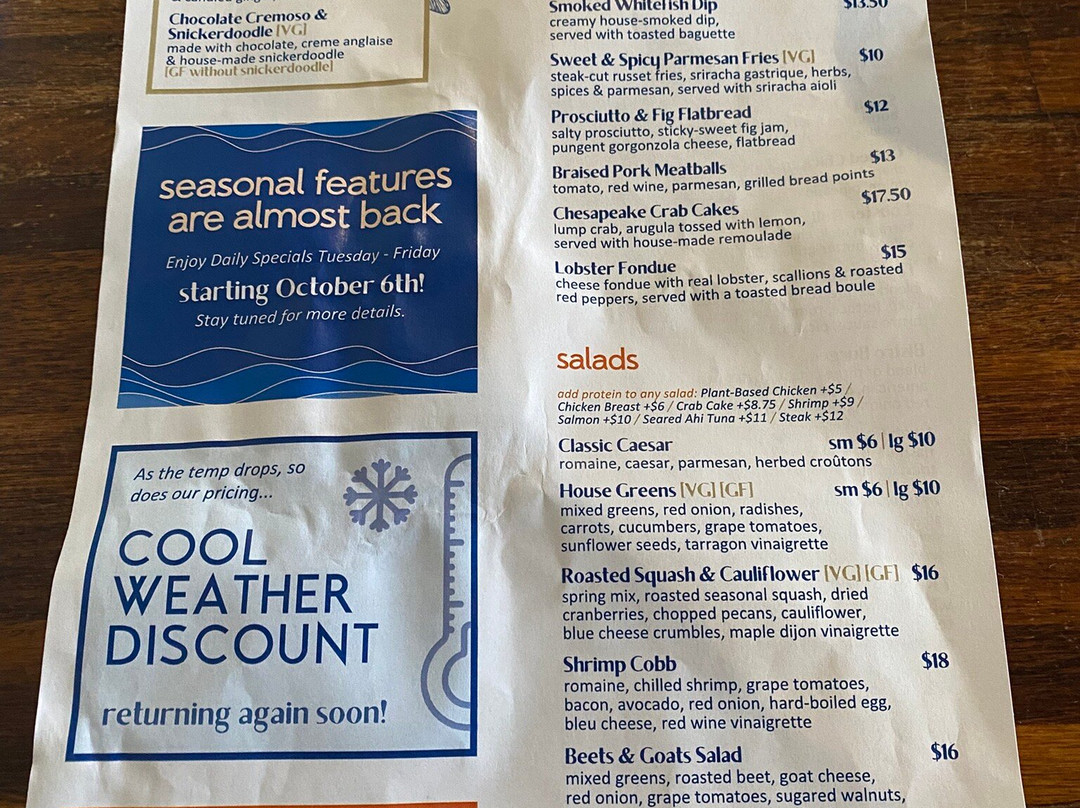 Chocolate Cremoso &
Snickerdoodle [VG]
made with chocolate, creme anglaise
& house-made snickerdoodle
[GF without snickerdoodle]
seasonal features
are almost back
Enjoy Daily Specials Tuesday - Friday
starting October 6th!
Stay tuned for more details.
As the temp drops, so
does our pricing...
COOL
WEATHER
DISCOUNT
returning again soon!
Smoked Whitefish Dip $13.50
creamy house-smoked dip,
served with toasted baguette
Sweet & Spicy Parmesan Fries [VG] $10
steak-cut russet fries, sriracha gastrique, herbs,
spices & parmesan, served with sriracha aioli
Prosciutto & Fig Flatbread $12
salty prosciutto, sticky-sweet fig jam,
pungent gorgonzola cheese, flatbread
Braised Pork Meatballs $13
tomato, red wine, parmesan, grilled bread points
Chesapeake Crab Cakes $17.50
lump crab, arugula tossed with lemon,
served with house-made remoulade
Lobster Fondue $15
cheese fondue with real lobster, scallions & roasted
red peppers, served with a toasted bread boule
salads
add protein to any salad: Plant-Based Chicken +$5 /
Chicken Breast +$6 / Crab Cake +$8.75 / Shrimp +$9 /
Salmon +$10 / Seared Ahi Tuna +$11 / Steak +$12
Classic Caesar sm $6 | lg $10
romaine, caesar, parmesan, herbed croûtons
House Greens [VG] [GF] sm $6 | lg $10
mixed greens, red onion, radishes,
carrots, cucumbers, grape tomatoes,
sunflower seeds, tarragon vinaigrette
Roasted Squash & Cauliflower [VG] [GF] $16
spring mix, roasted seasonal squash, dried
cranberries, chopped pecans, cauliflower,
blue cheese crumbles, maple dijon vinaigrette
Shrimp Cobb $18
romaine, chilled shrimp, grape tomatoes,
bacon, avocado, red onion, hard-boiled egg,
bleu cheese, red wine vinaigrette
Beets & Goats Salad $16
mixed greens, roasted beet, goat cheese,
red onion, grape tomatoes, sugared walnuts,